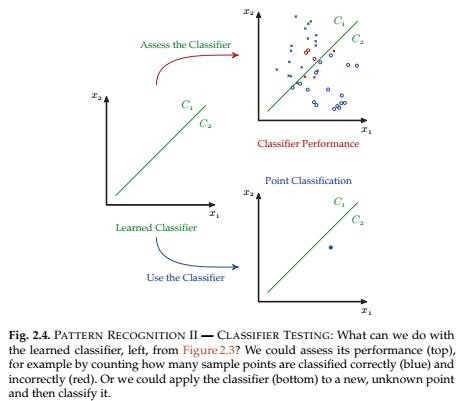 x₂
C₁
C₂
Assess the Classifier
x₁
Classifier Performance
x₂
C₁
C₂
x₁
Learned Classifier
Point Classification
x₂
C₁
C₂
Use the Classifier
x₁
Fig. 2.4. PATTERN RECOGNITION II — CLASSIFIER TESTING: What can we do with
the learned classifier, left, from Figure 2.3? We could assess its performance (top),
for example by counting how many sample points are classified correctly (blue) and
incorrectly (red). Or we could apply the classifier (bottom) to a new, unknown point
and then classify it.